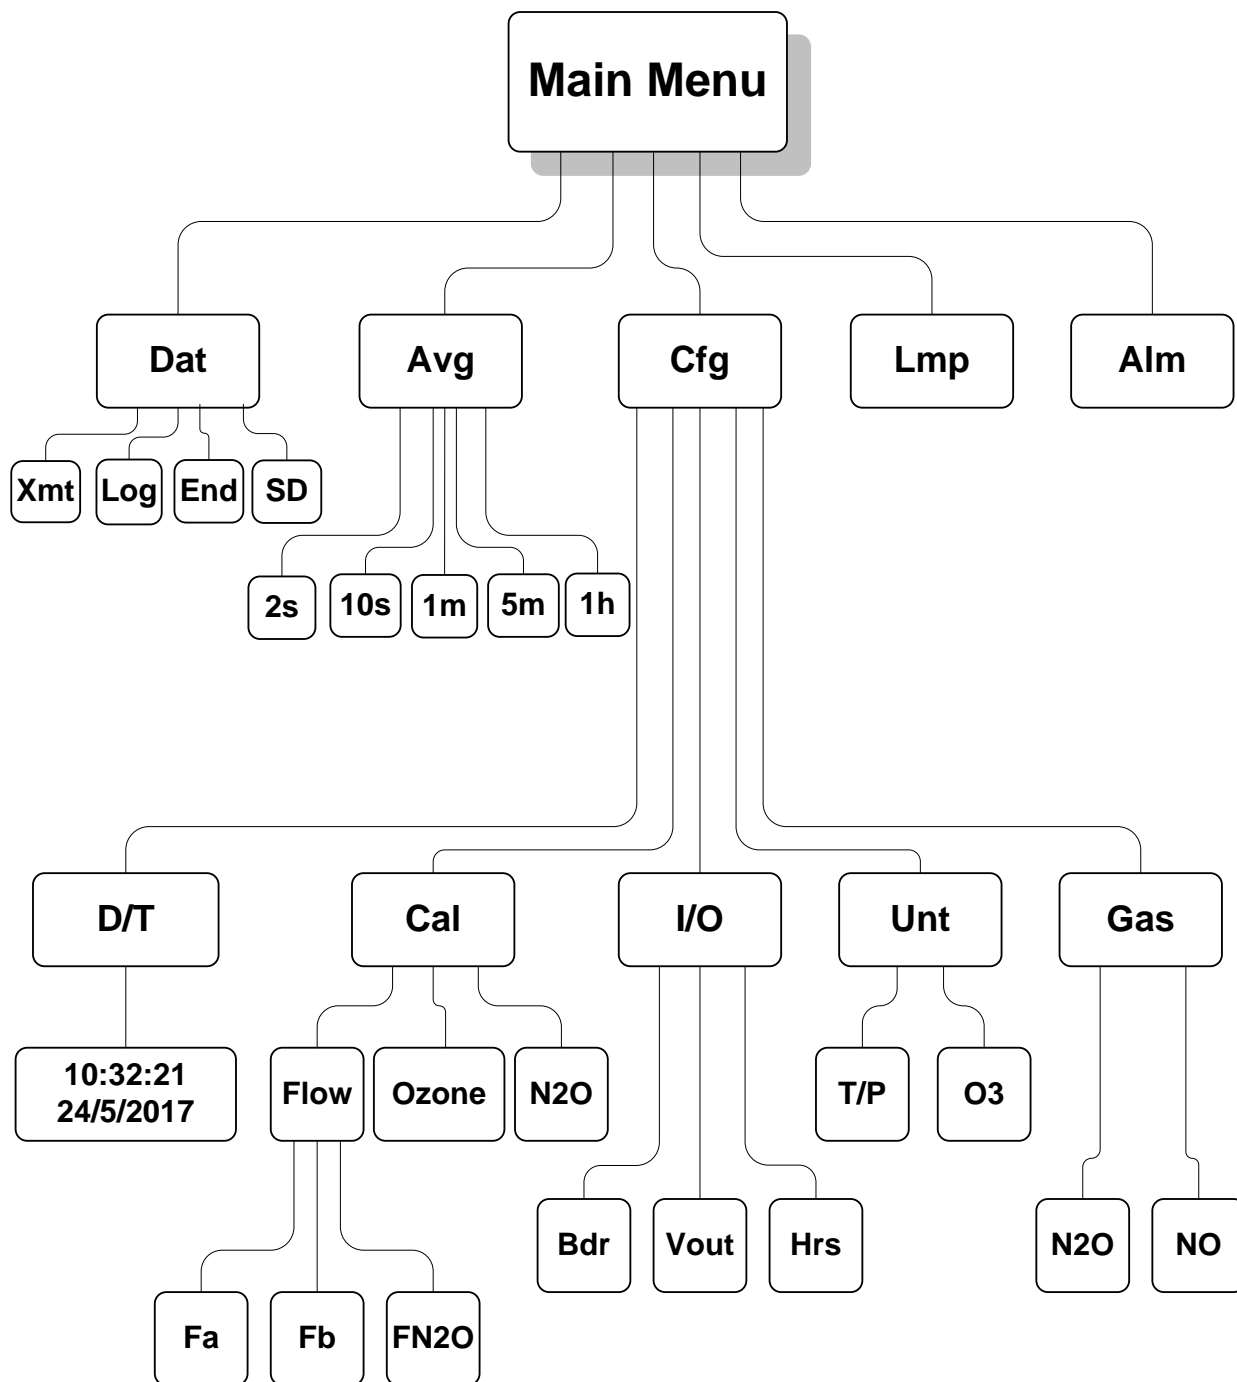 Main Menu
Dat
Avg
Cfg
Lmp
Alm
Xmt
Log
End
SD
2s
10s
1m
5m
1h
D/T
Cal
I/O
Unt
Gas
10:32:21
24/5/2017
Flow
Ozone
N2O
T/P
O3
Bdr
Vout
Hrs
N2O
NO
Fa
Fb
FN2O